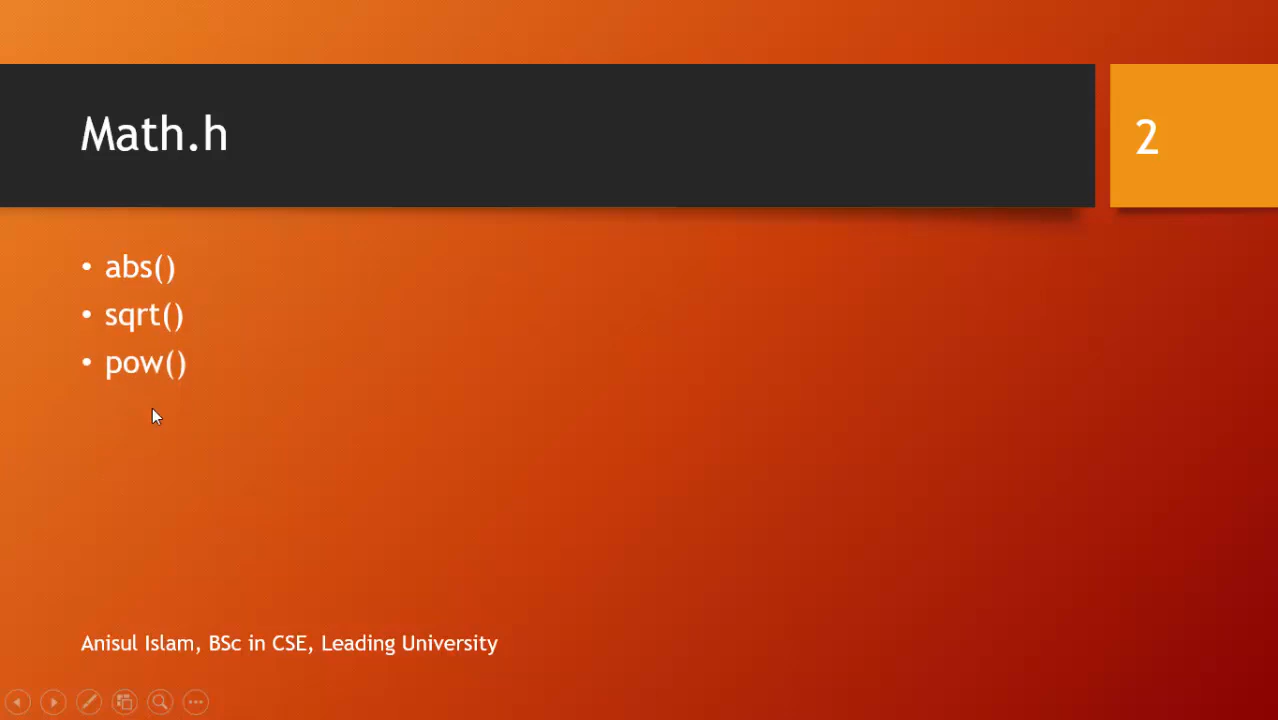 Math.h
2
• abs()
• sqrt()
• pow()
Anisul Islam, BSc in CSE, Leading University